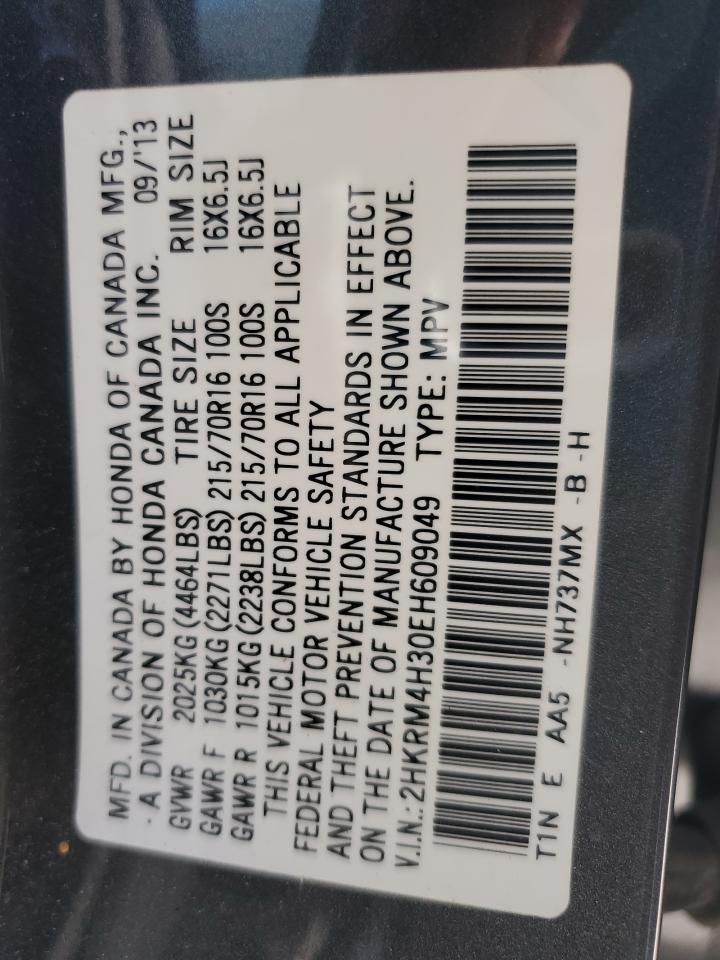 MFD. IN CANADA BY HONDA OF CANADA MFG.,
- A DIVISION OF HONDA CANADA INC. 09/'13
GVWR 2025KG (4464LBS) TIRE SIZE RIM SIZE
GAWR F 1030KG (2271LBS) 215/70R16 100S 16X6.5J
GAWR R 1015KG (2238LBS) 215/70R16 100S 16X6.5J
THIS VEHICLE CONFORMS TO ALL APPLICABLE
FEDERAL MOTOR VEHICLE SAFETY
AND THEFT PREVENTION STANDARDS IN EFFECT
ON THE DATE OF MANUFACTURE SHOWN ABOVE.
V.I.N.: 2HKRM4H30EH609049 TYPE: MPV
T1N E AA5 -NH737MX -B -H